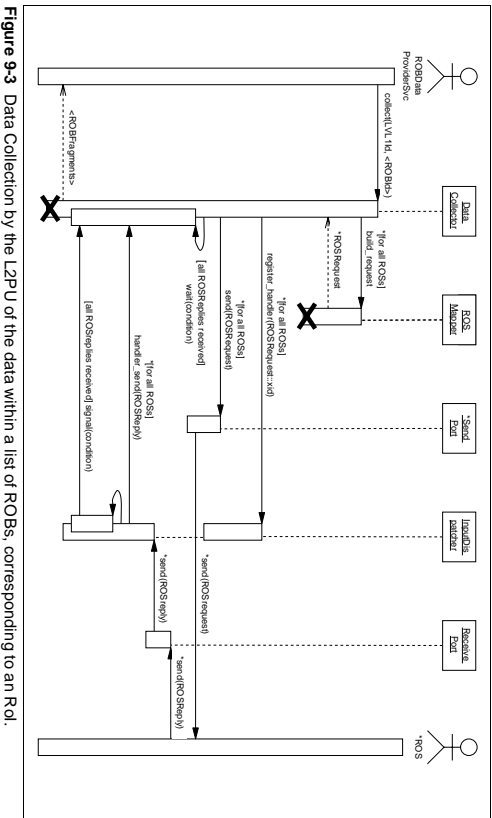 ROBData
ProviderSvc
Data
Collector
ROS
Mapper
*Send
Port
InputDis
patcher
Receive
Port
*ROS
collect(LVL1Id, <ROBId>)
*[for all ROSs]
build_request
*ROSRequest
*[for all ROSs]
register_handler(ROSRequest::xid)
*[for all ROSs]
send(ROSRequest)
*send(ROSrequest)
[all ROSReplies received]
wait(condition)
*send(ROSReply)
*send(ROSreply)
*[for all ROSs]
handler_send(ROSReply)
[all ROSreplies received] signal(condition)
<ROBFragments>
Figure 9-3 Data Collection by the L2PU of the data within a list of ROBs, corresponding to an RoI.